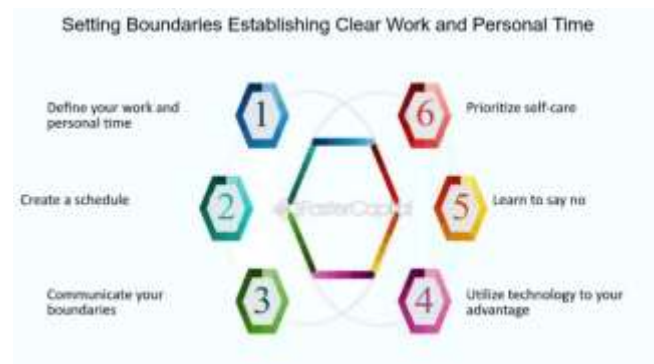 Setting Boundaries Establishing Clear Work and Personal Time
1
Define your work and
personal time
2
Create a schedule
3
Communicate your
boundaries
4
Utilize technology to your
advantage
5
Learn to say no
6
Prioritize self-care
FasterCapital